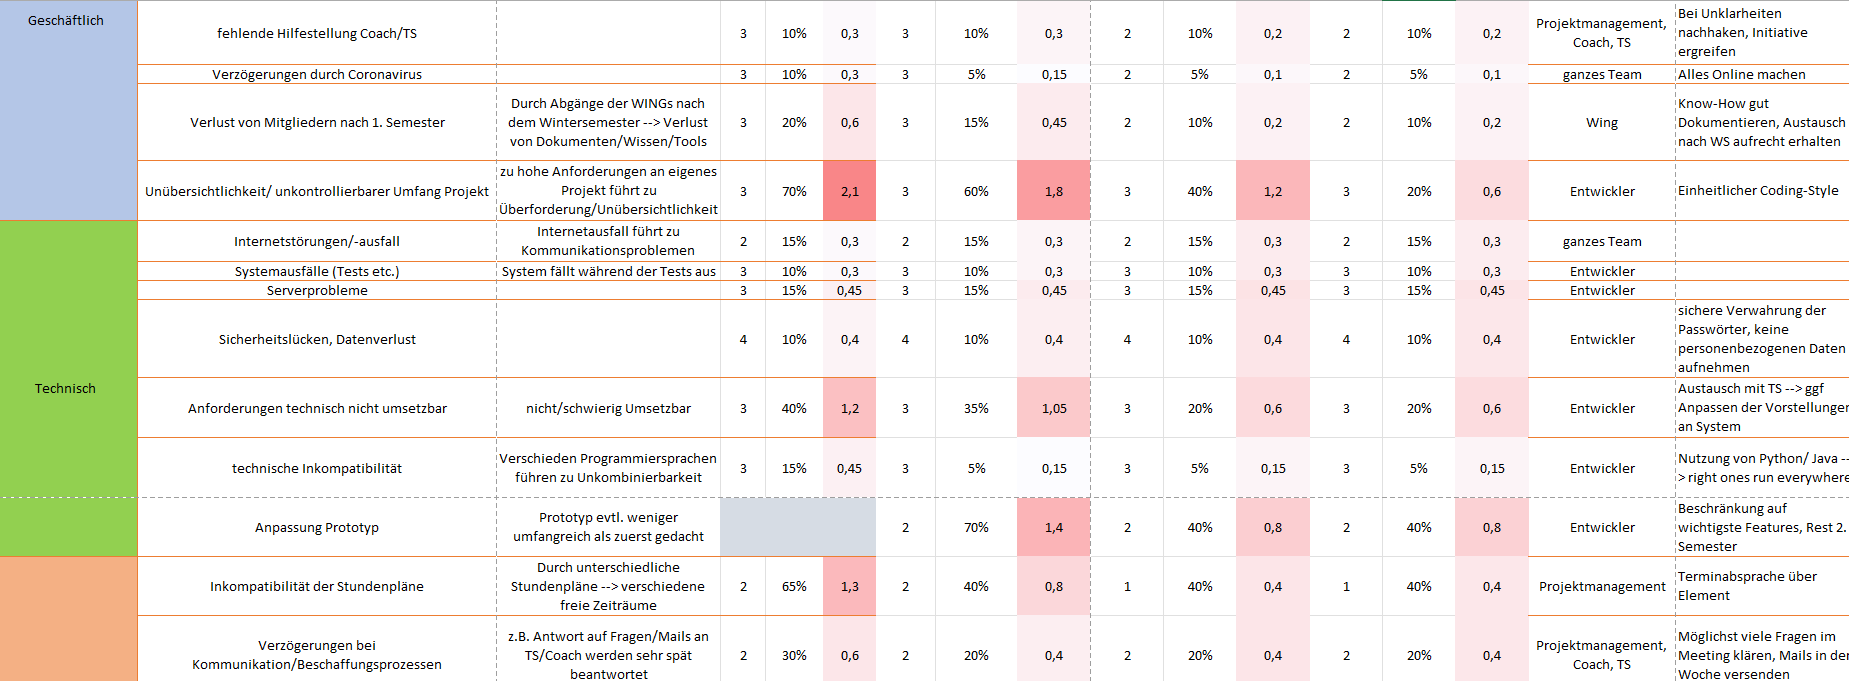 Geschäftlich
fehlende Hilfestellung Coach/TS 3 10% 0,3 3 10% 0,3 2 10% 0,2 2 10% 0,2 Projektmanagement,
Coach, TS
Bei Unklarheiten
nachhaken, Initiative
ergreifen
Verzögerungen durch Coronavirus 3 10% 0,3 3 5% 0,15 2 5% 0,1 2 5% 0,1 ganzes Team Alles Online machen
Verlust von Mitgliedern nach 1. Semester
Durch Abgänge der WINGs nach
dem Wintersemester --> Verlust
von Dokumenten/Wissen/Tools
3 20% 0,6 3 15% 0,45 2 10% 0,2 2 10% 0,2 Wing
Know-How gut
Dokumentieren, Austausch
nach WS aufrecht erhalten
Unübersichtlichkeit/ unkontrollierbarer Umfang Projekt
zu hohe Anforderungen an eigenes
Projekt führt zu
Überforderung/Unübersichtlichkeit
3 70% 2,1 3 60% 1,8 3 40% 1,2 3 20% 0,6 Entwickler Einheitlicher Coding-Style
Technisch
Internetstörungen/-ausfall
Internetausfall führt zu
Kommunikationsproblemen
2 15% 0,3 2 15% 0,3 2 15% 0,3 2 15% 0,3 ganzes Team
Systemausfälle (Tests etc.) System fällt während der Tests aus 3 10% 0,3 3 10% 0,3 3 10% 0,3 3 10% 0,3 Entwickler
Serverprobleme 3 15% 0,45 3 15% 0,45 3 15% 0,45 3 15% 0,45 Entwickler
Sicherheitslücken, Datenverlust 4 10% 0,4 4 10% 0,4 4 10% 0,4 4 10% 0,4 Entwickler
sichere Verwahrung der
Passwörter, keine
personenbezogenen Daten
aufnehmen
Anforderungen technisch nicht umsetzbar nicht/schwierig Umsetzbar 3 40% 1,2 3 35% 1,05 3 20% 0,6 3 20% 0,6 Entwickler
Austausch mit TS --> ggf
Anpassen der Vorstellungen
an System
technische Inkompatibilität
Verschieden Programmiersprachen
führen zu Unkombinierbarkeit
3 15% 0,45 3 5% 0,15 3 5% 0,15 3 5% 0,15 Entwickler
Nutzung von Python/ Java --
> right ones run everywhere
Anpassung Prototyp
Prototyp evtl. weniger
umfangreich als zuerst gedacht
2 70% 1,4 2 40% 0,8 2 40% 0,8 Entwickler
Beschränkung auf
wichtigste Features, Rest 2.
Semester
Inkompatibilität der Stundenpläne
Durch unterschiedliche
Stundenpläne --> verschiedene
freie Zeiträume
2 65% 1,3 2 40% 0,8 1 40% 0,4 1 40% 0,4 Projektmanagement
Terminabsprache über
Element
Verzögerungen bei
Kommunikation/Beschaffungsprozessen
z.B. Antwort auf Fragen/Mails an
TS/Coach werden sehr spät
beantwortet
2 30% 0,6 2 20% 0,4 2 20% 0,4 2 20% 0,4 Projektmanagement,
Coach, TS
Möglichst viele Fragen im
Meeting klären, Mails in der
Woche versenden